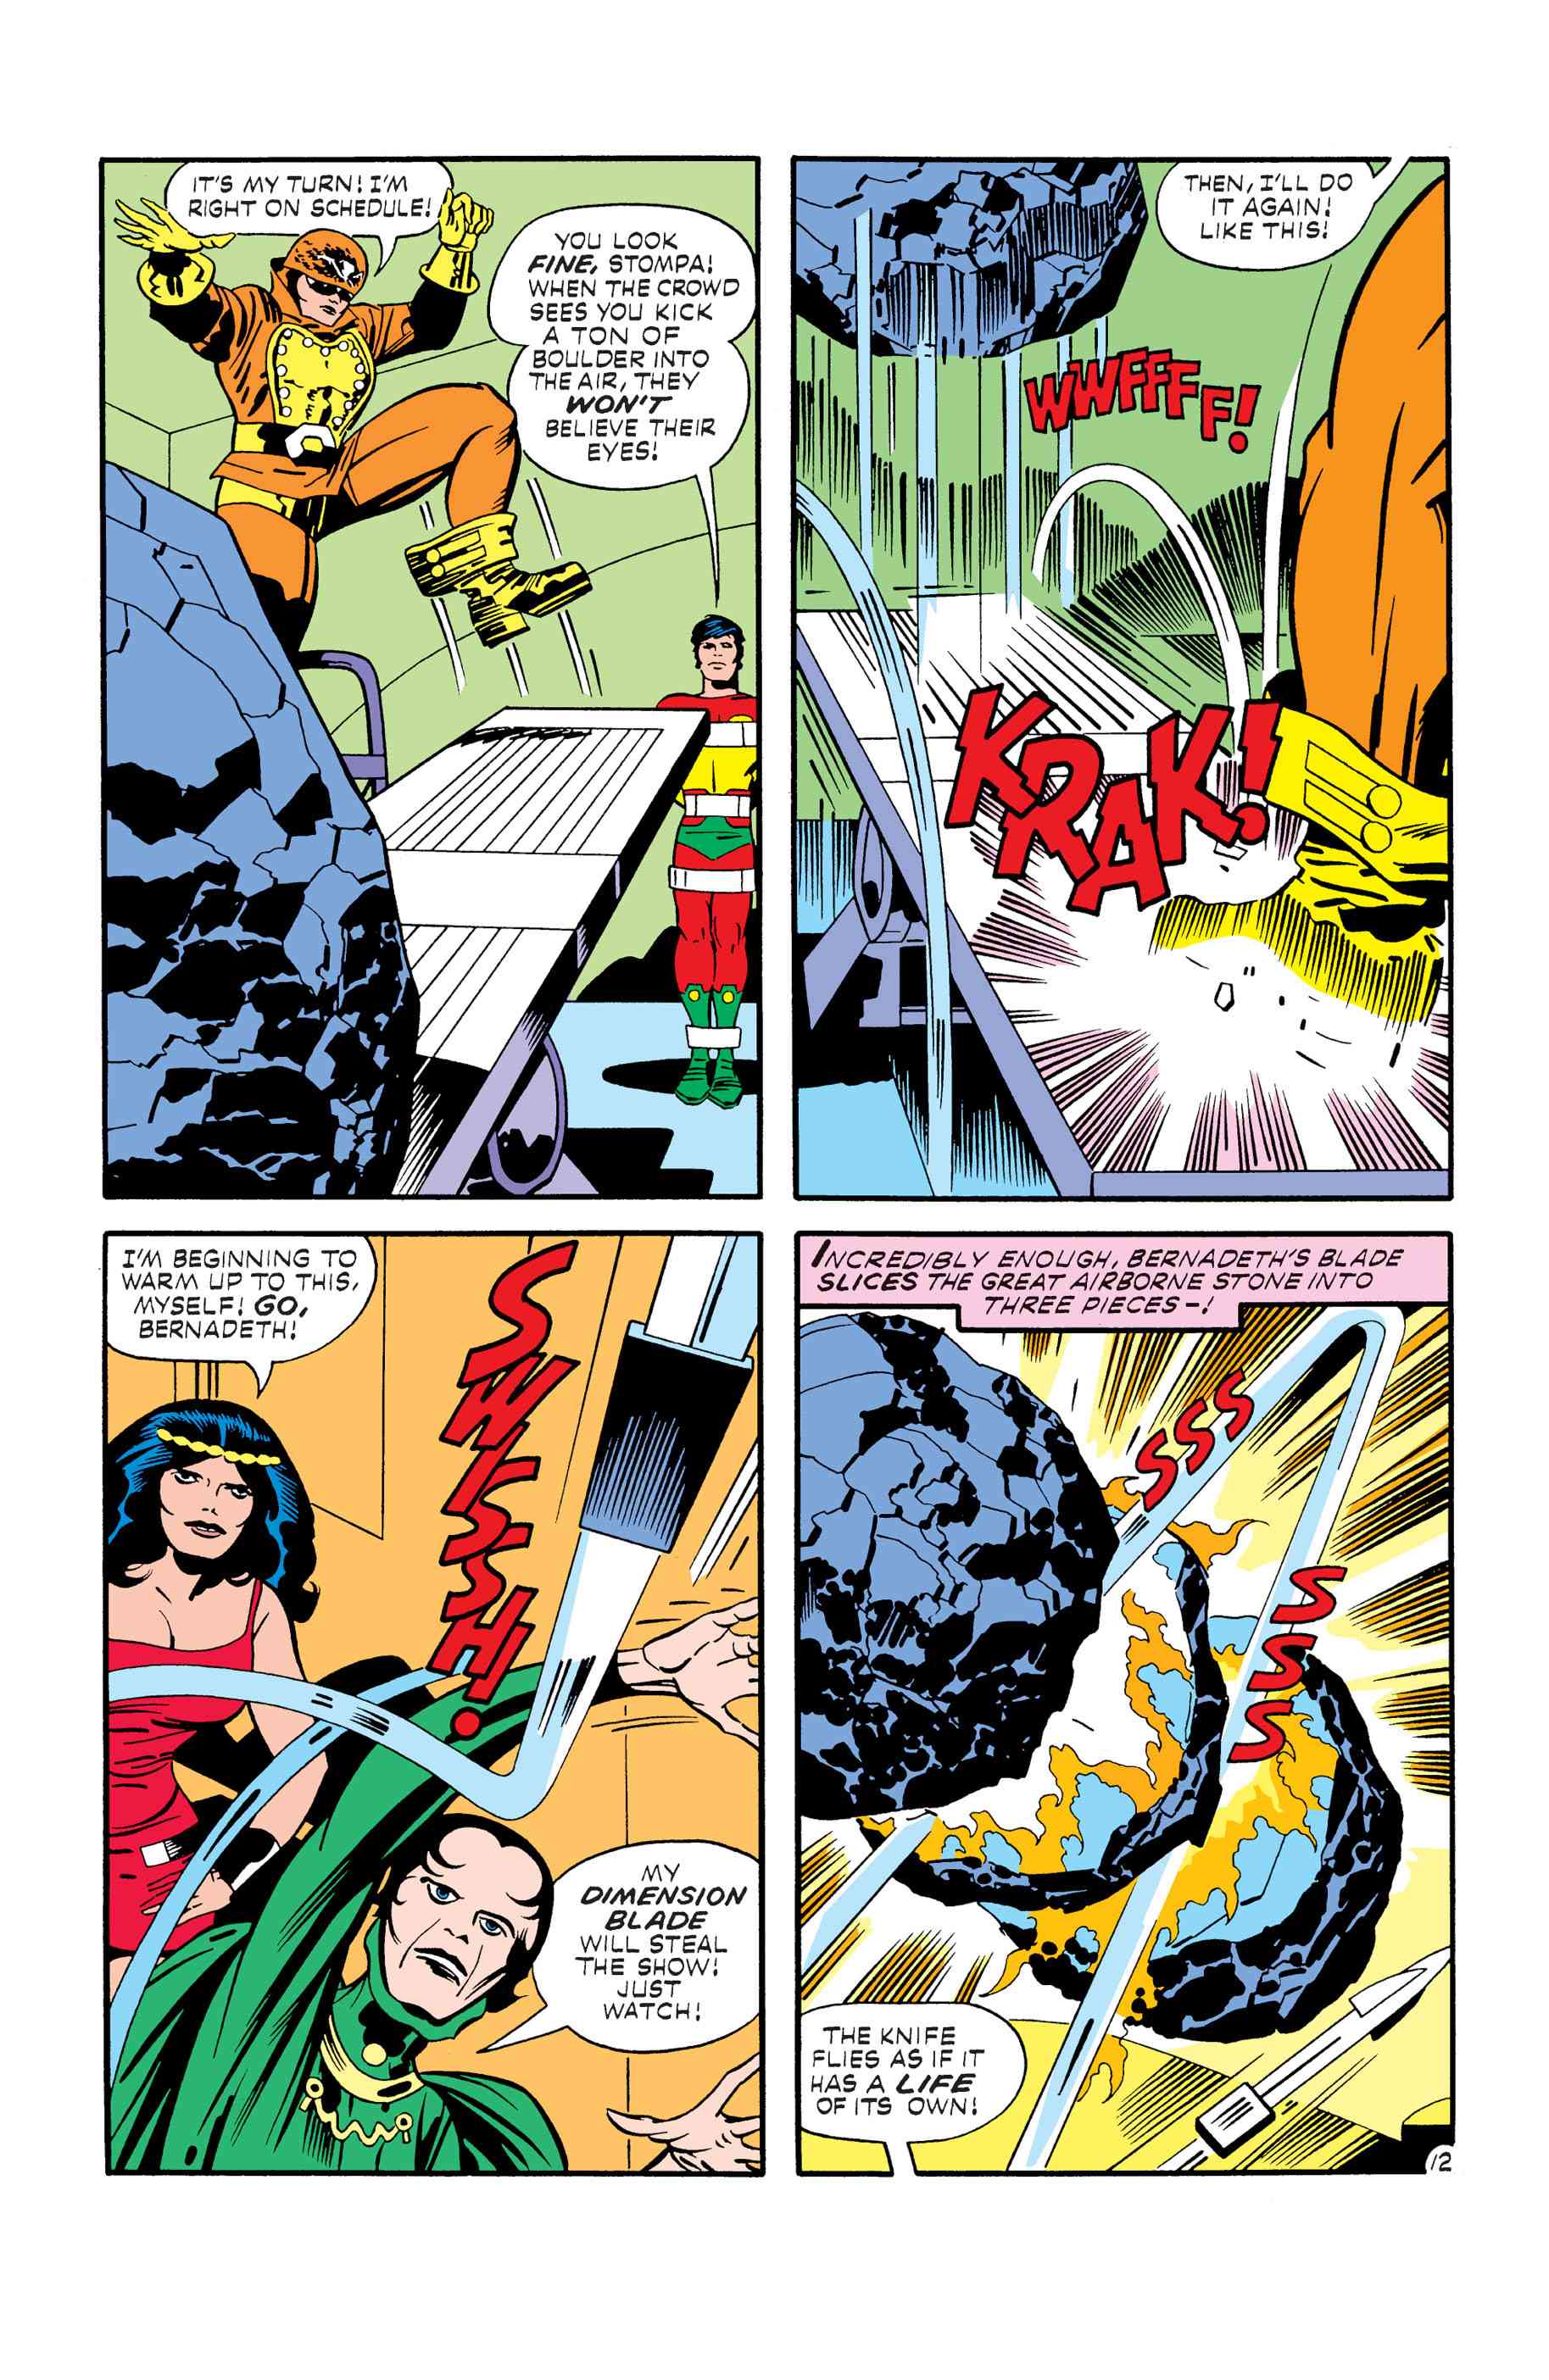 IT'S MY TURN! I'M
RIGHT ON SCHEDULE!
YOU LOOK
FINE, STOMPA!
WHEN THE CROWD
SEES YOU KICK
A TON OF
BOULDER INTO
THE AIR, THEY
WON'T
BELIEVE THEIR
EYES!
THEN, I'LL DO
IT AGAIN!
LIKE THIS!
WWFFFF!
KRAK!
I'M BEGINNING TO
WARM UP TO THIS,
MYSELF! GO,
BERNADETH!
SWISSSH!
MY
DIMENSION
BLADE
WILL STEAL
THE SHOW!
JUST
WATCH!
INCREDIBLY ENOUGH, BERNADETH'S BLADE
SLICES THE GREAT AIRBORNE STONE INTO
THREE PIECES-!
SSS
SSSS
THE KNIFE
FLIES AS IF IT
HAS A LIFE
OF ITS OWN!
12